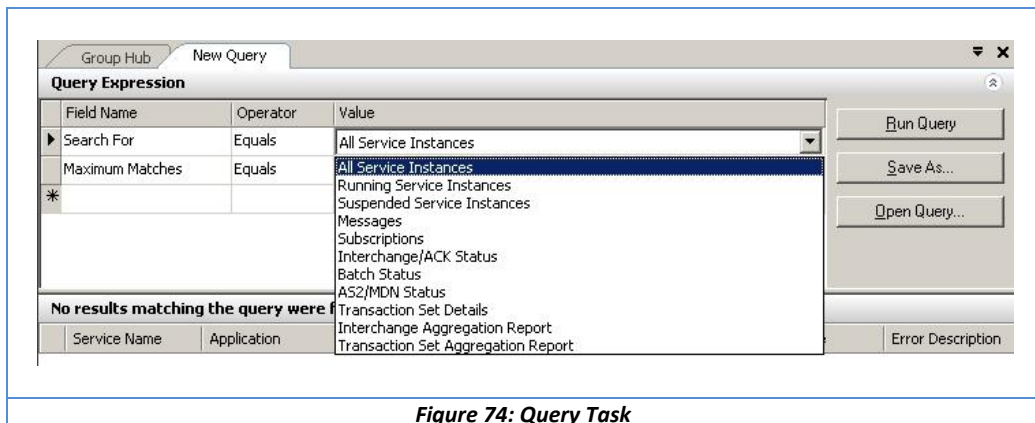 Group Hub New Query
Query Expression
Field Name Operator Value
Search For Equals All Service Instances
Run Query
Maximum Matches Equals
All Service Instances
Running Service Instances
Suspended Service Instances
Messages
Subscriptions
Interchange/ACK Status
Batch Status
AS2/MDN Status
Transaction Set Details
Interchange Aggregation Report
Transaction Set Aggregation Report
Save As...
Open Query...
No results matching the query were
Service Name Application Error Description
Figure 74: Query Task